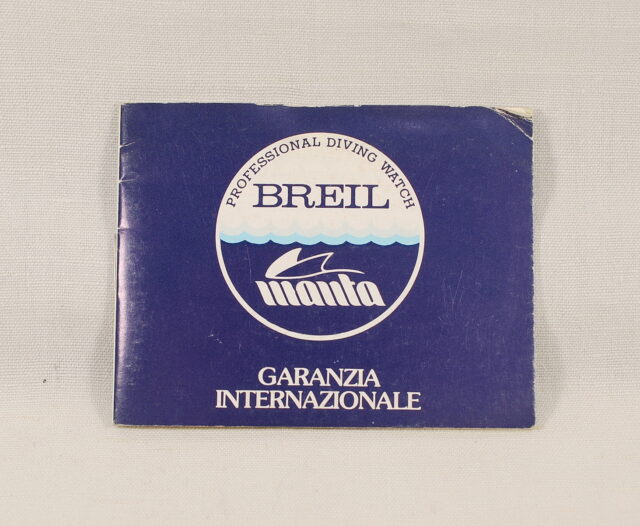 PROFESSIONAL DIVING WATCH
BREIL
manta
GARANZIA
INTERNAZIONALE